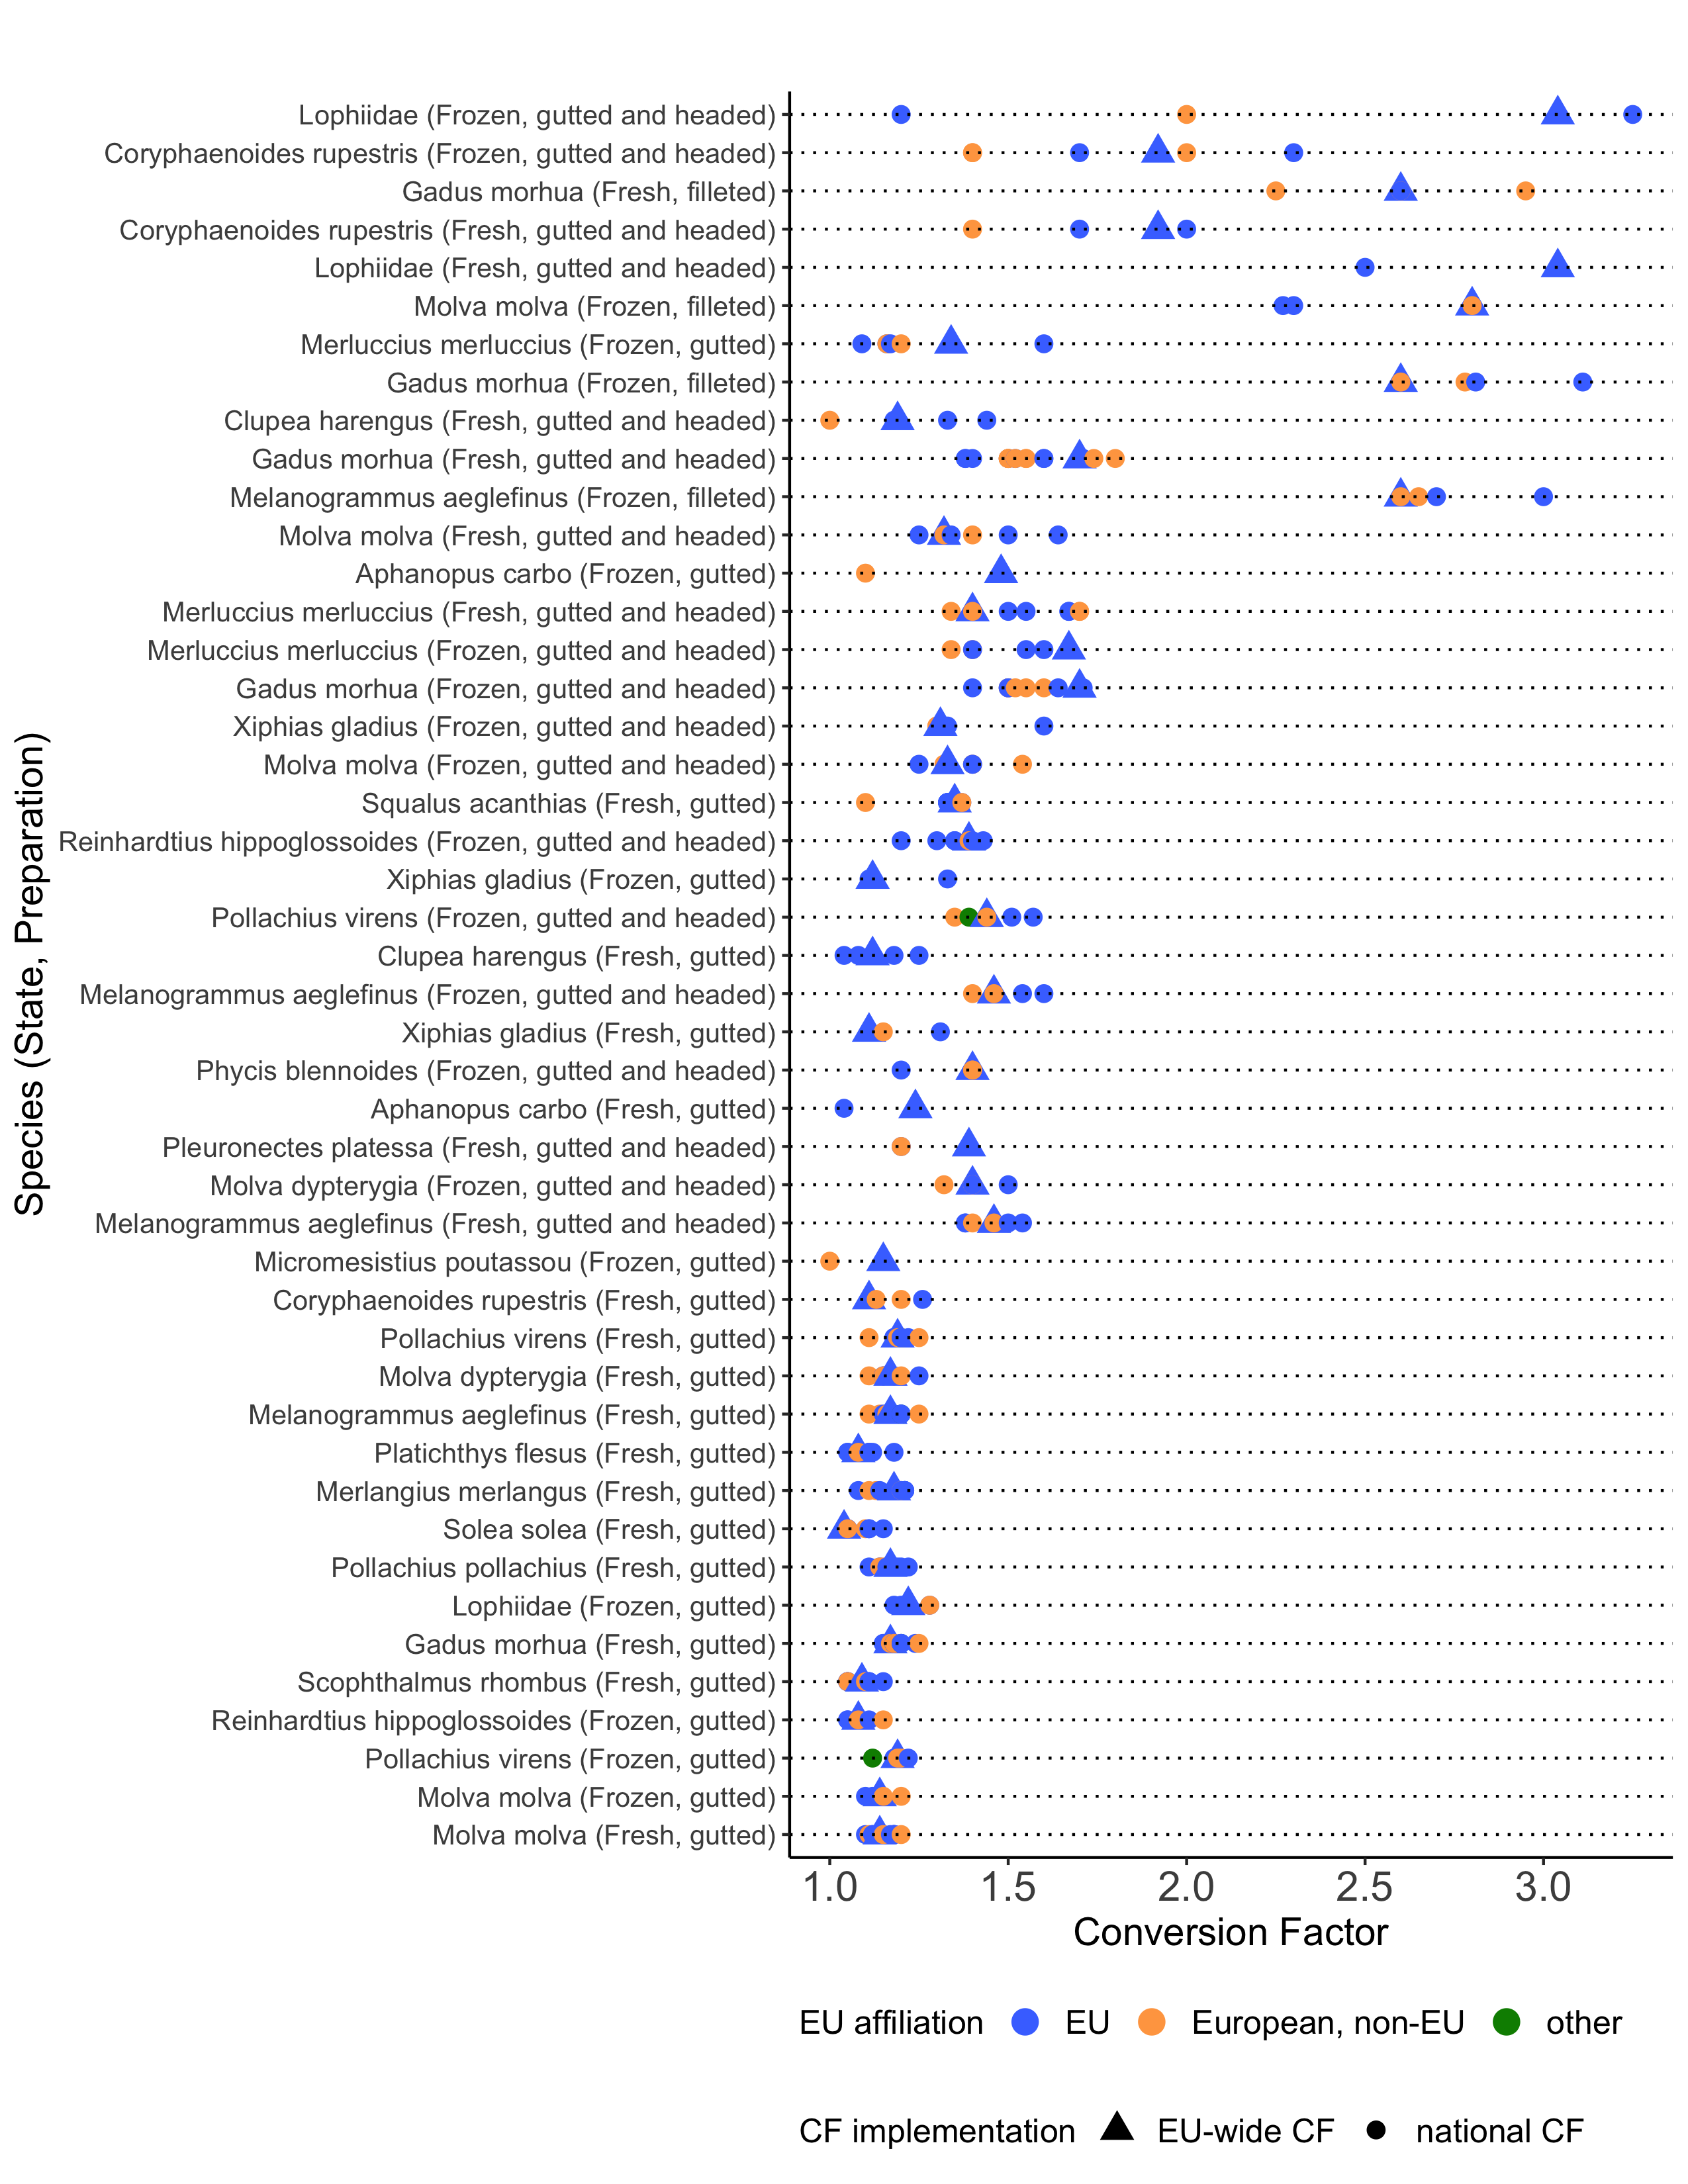 Lophiidae (Frozen, gutted and headed)
Coryphaenoides rupestris (Frozen, gutted and headed)
Gadus morhua (Fresh, filleted)
Coryphaenoides rupestris (Fresh, gutted and headed)
Lophiidae (Fresh, gutted and headed)
Molva molva (Frozen, filleted)
Merluccius merluccius (Frozen, gutted)
Gadus morhua (Frozen, filleted)
Clupea harengus (Fresh, gutted and headed)
Gadus morhua (Fresh, gutted and headed)
Melanogrammus aeglefinus (Frozen, filleted)
Molva molva (Fresh, gutted and headed)
Aphanopus carbo (Frozen, gutted)
Merluccius merluccius (Fresh, gutted and headed)
Merluccius merluccius (Frozen, gutted and headed)
Gadus morhua (Frozen, gutted and headed)
Xiphias gladius (Frozen, gutted and headed)
Molva molva (Frozen, gutted and headed)
Squalus acanthias (Fresh, gutted)
Reinhardtius hippoglossoides (Frozen, gutted and headed)
Xiphias gladius (Frozen, gutted)
Pollachius virens (Frozen, gutted and headed)
Clupea harengus (Fresh, gutted)
Melanogrammus aeglefinus (Frozen, gutted and headed)
Xiphias gladius (Fresh, gutted)
Phycis blennoides (Frozen, gutted and headed)
Aphanopus carbo (Fresh, gutted)
Pleuronectes platessa (Fresh, gutted and headed)
Molva dypterygia (Frozen, gutted and headed)
Melanogrammus aeglefinus (Fresh, gutted and headed)
Micromesistius poutassou (Frozen, gutted)
Coryphaenoides rupestris (Fresh, gutted)
Pollachius virens (Fresh, gutted)
Molva dypterygia (Fresh, gutted)
Melanogrammus aeglefinus (Fresh, gutted)
Platichthys flesus (Fresh, gutted)
Merlangius merlangus (Fresh, gutted)
Solea solea (Fresh, gutted)
Pollachius pollachius (Fresh, gutted)
Lophiidae (Frozen, gutted)
Gadus morhua (Fresh, gutted)
Scophthalmus rhombus (Fresh, gutted)
Reinhardtius hippoglossoides (Frozen, gutted)
Pollachius virens (Frozen, gutted)
Molva molva (Frozen, gutted)
Molva molva (Fresh, gutted)
Species (State, Preparation)
1.0 1.5 2.0 2.5 3.0
Conversion Factor
EU affiliation EU European, non-EU other
CF implementation EU-wide CF national CF